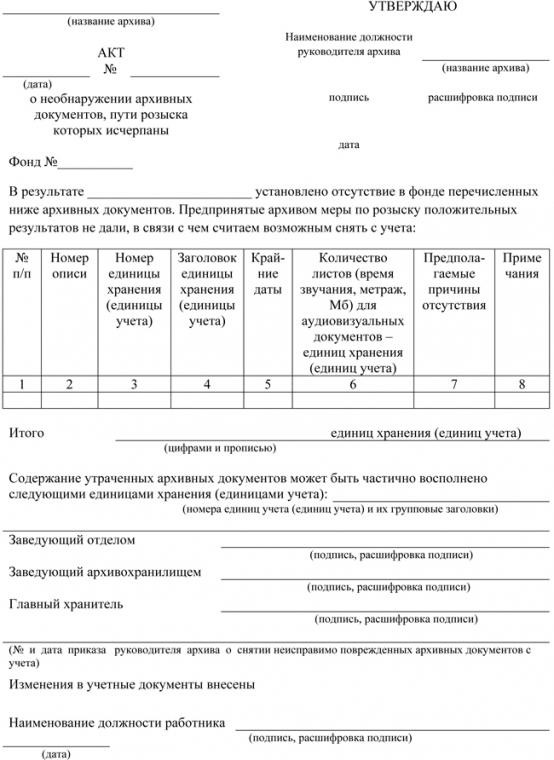 УТВЕРЖДАЮ
(название архива)
Наименование должности
руководителя архива
(название архива)
АКТ
№
(дата)
о необнаружении архивных
документов, пути розыска
которых исчерпаны
подпись расшифровка подписи
дата
Фонд №
В результате установлено отсутствие в фонде перечисленных
ниже архивных документов. Предпринятые архивом меры по розыску положительных
результатов не дали, в связи с чем считаем возможным снять с учета:
№
п/п
Номер
описи
Номер
единицы
хранения
(единицы
учета)
Заголовок
единицы
хранения
(единицы
учета)
Край-
ние
даты
Количество
листов (время
звучания, метраж,
Мб) для
аудиовизуальных
документов –
единиц хранения
(единиц учета)
Предпола-
гаемые
причины
отсутствия
Приме
чания
1 2 3 4 5 6 7 8
Итого единиц хранения (единиц учета)
(цифрами и прописью)
Содержание утраченных архивных документов может быть частично восполнено
следующими единицами хранения (единицами учета):
(номера единиц учета (единиц учета) и их групповые заголовки)
Заведующий отделом
(подпись, расшифровка подписи)
Заведующий архивохранилищем
(подпись, расшифровка подписи)
Главный хранитель
(подпись, расшифровка подписи)
(№ и дата приказа руководителя архива о снятии неисправимо поврежденных архивных документов с
учета)
Изменения в учетные документы внесены
Наименование должности работника
(подпись, расшифровка подписи)
(дата)